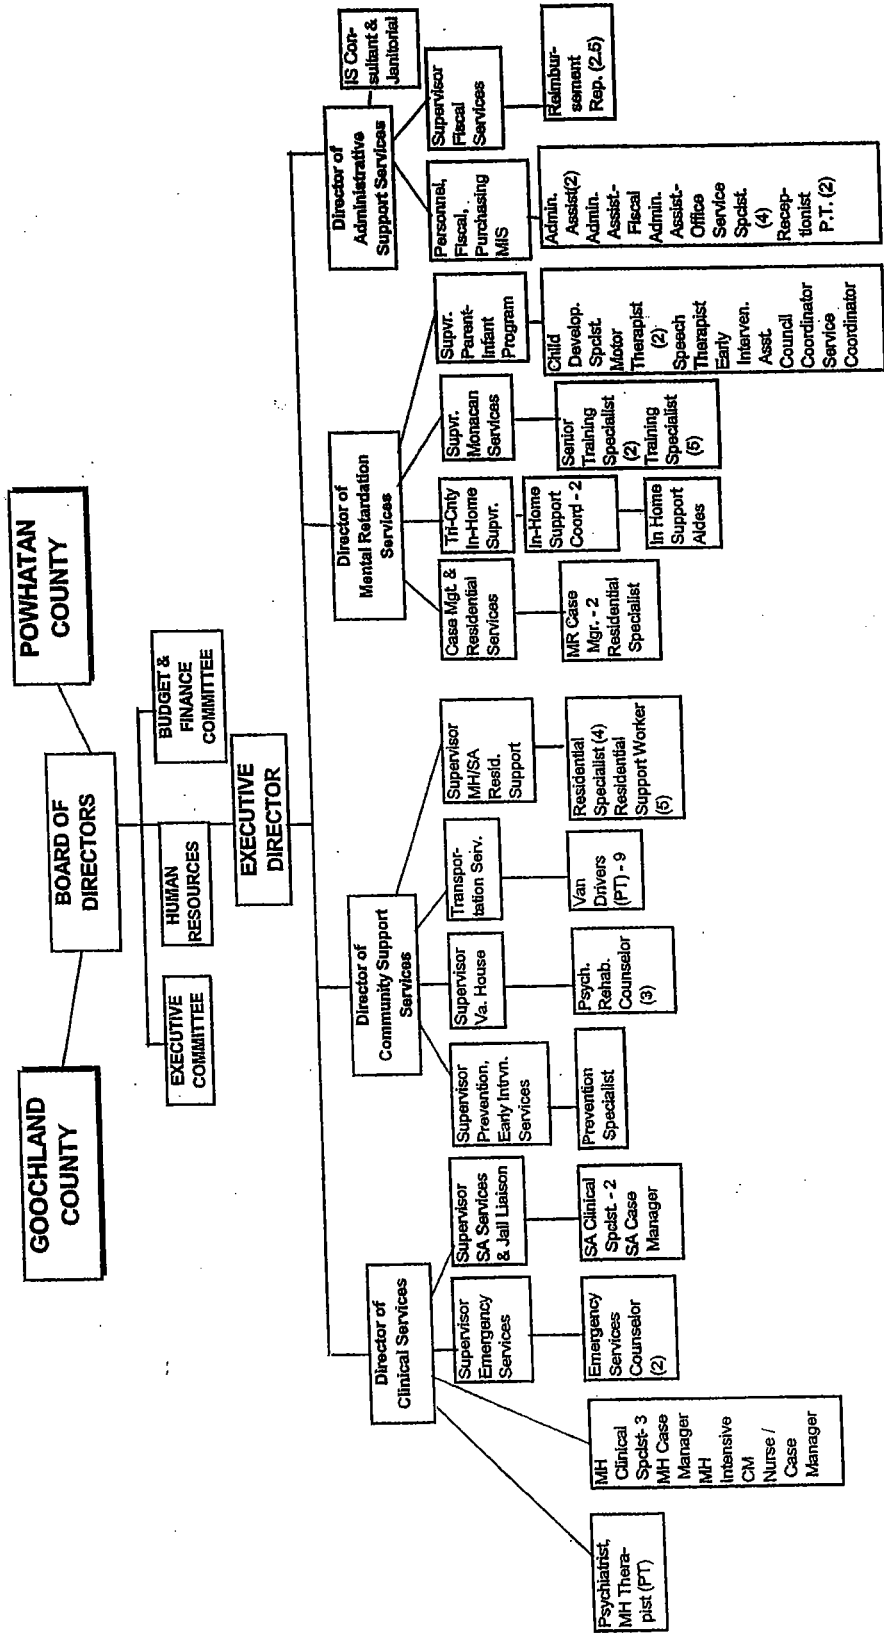 GOOCHLAND
COUNTY
POWHATAN
COUNTY
BOARD OF
DIRECTORS
EXECUTIVE
COMMITTEE
HUMAN
RESOURCES
BUDGET &
FINANCE
COMMITTEE
EXECUTIVE
DIRECTOR
Director of
Clinical Services
Director of
Community Support
Services
Director of
Mental Retardation
Services
Director of
Administrative
Support Services
IS Con-
sultant &
Janitorial
Psychiatrist,
MH Thera-
pist (PT)
MH
Clinical
Spclst- 3
MH Case
Manager
MH
Intensive
CM
Nurse /
Case
Manager
Supervisor
Emergency
Services
Emergency
Services
Counselor
(2)
Supervisor
SA Services
& Jail Liaison
SA Clinical
Spclst. - 2
SA Case
Manager
Supervisor
Prevention,
Early Intrvn.
Services
Prevention
Specialist
Supervisor
Va. House
Psych.
Rehab.
Counselor
(3)
Transpor-
tation Serv.
Van
Drivers
(PT) - 9
Supervisor
MH/SA
Resid.
Support
Residential
Specialist (4)
Residential
Support Worker
(5)
Case Mgt. &
Residential
Services
MR Case
Mgr. - 2
Residential
Specialist
Tri-Cnty
In-Home
Supvr.
In-Home
Support
Coord - 2
In Home
Support
Aides
Supvr.
Monacan
Services
Senior
Training
Specialist
(2)
Training
Specialist
(5)
Supvr.
Parent-
Infant
Program
Child
Develop.
Spclst.
Motor
Therapist
(2)
Speech
Therapist
Early
Interven.
Asst.
Council
Coordinator
Service
Coordinator
Personnel,
Fiscal,
Purchasing
MIS
Admin.
Assist(2)
Admin.
Assist.-
Fiscal
Admin.
Assist.-
Office
Service
Spclst.
(4)
Recep-
tionist
P.T. (2)
Supervisor
Fiscal
Services
Reimbur-
sement
Rep. (2.5)